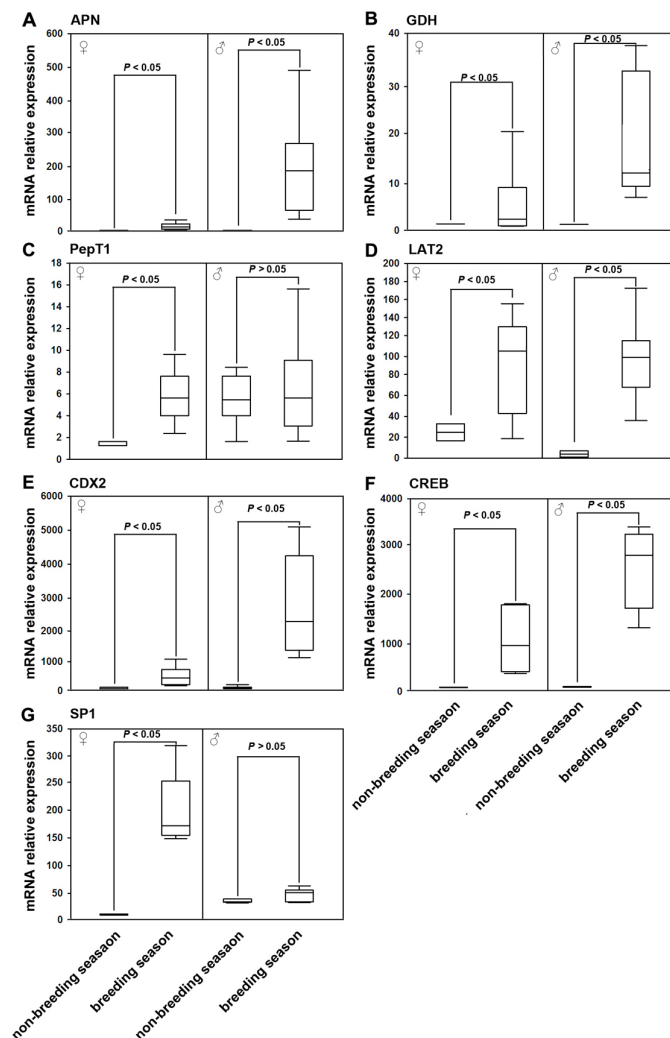 A APN
600
500
400
300
200
100
0
mRNA relative expression
♀
P < 0.05
♂
P < 0.05
B GDH
40
30
20
10
0
mRNA relative expression
♀
P < 0.05
♂
P < 0.05
C PepT1
18
16
14
12
10
8
6
4
2
0
mRNA relative expression
♀
P < 0.05
♂
P > 0.05
D LAT2
200
180
160
140
120
100
80
60
40
20
0
mRNA relative expression
♀
P < 0.05
♂
P < 0.05
E CDX2
6000
5000
4000
3000
2000
1000
0
mRNA relative expression
♀
P < 0.05
♂
P < 0.05
F CREB
4000
3000
2000
1000
0
mRNA relative expression
♀
P < 0.05
♂
P < 0.05
non-breeding seasaon
breeding season
non-breeding seasaon
breeding season
G SP1
350
300
250
200
150
100
50
0
mRNA relative expression
♀
P < 0.05
♂
P > 0.05
non-breeding seasaon
breeding season
non-breeding seasaon
breeding season